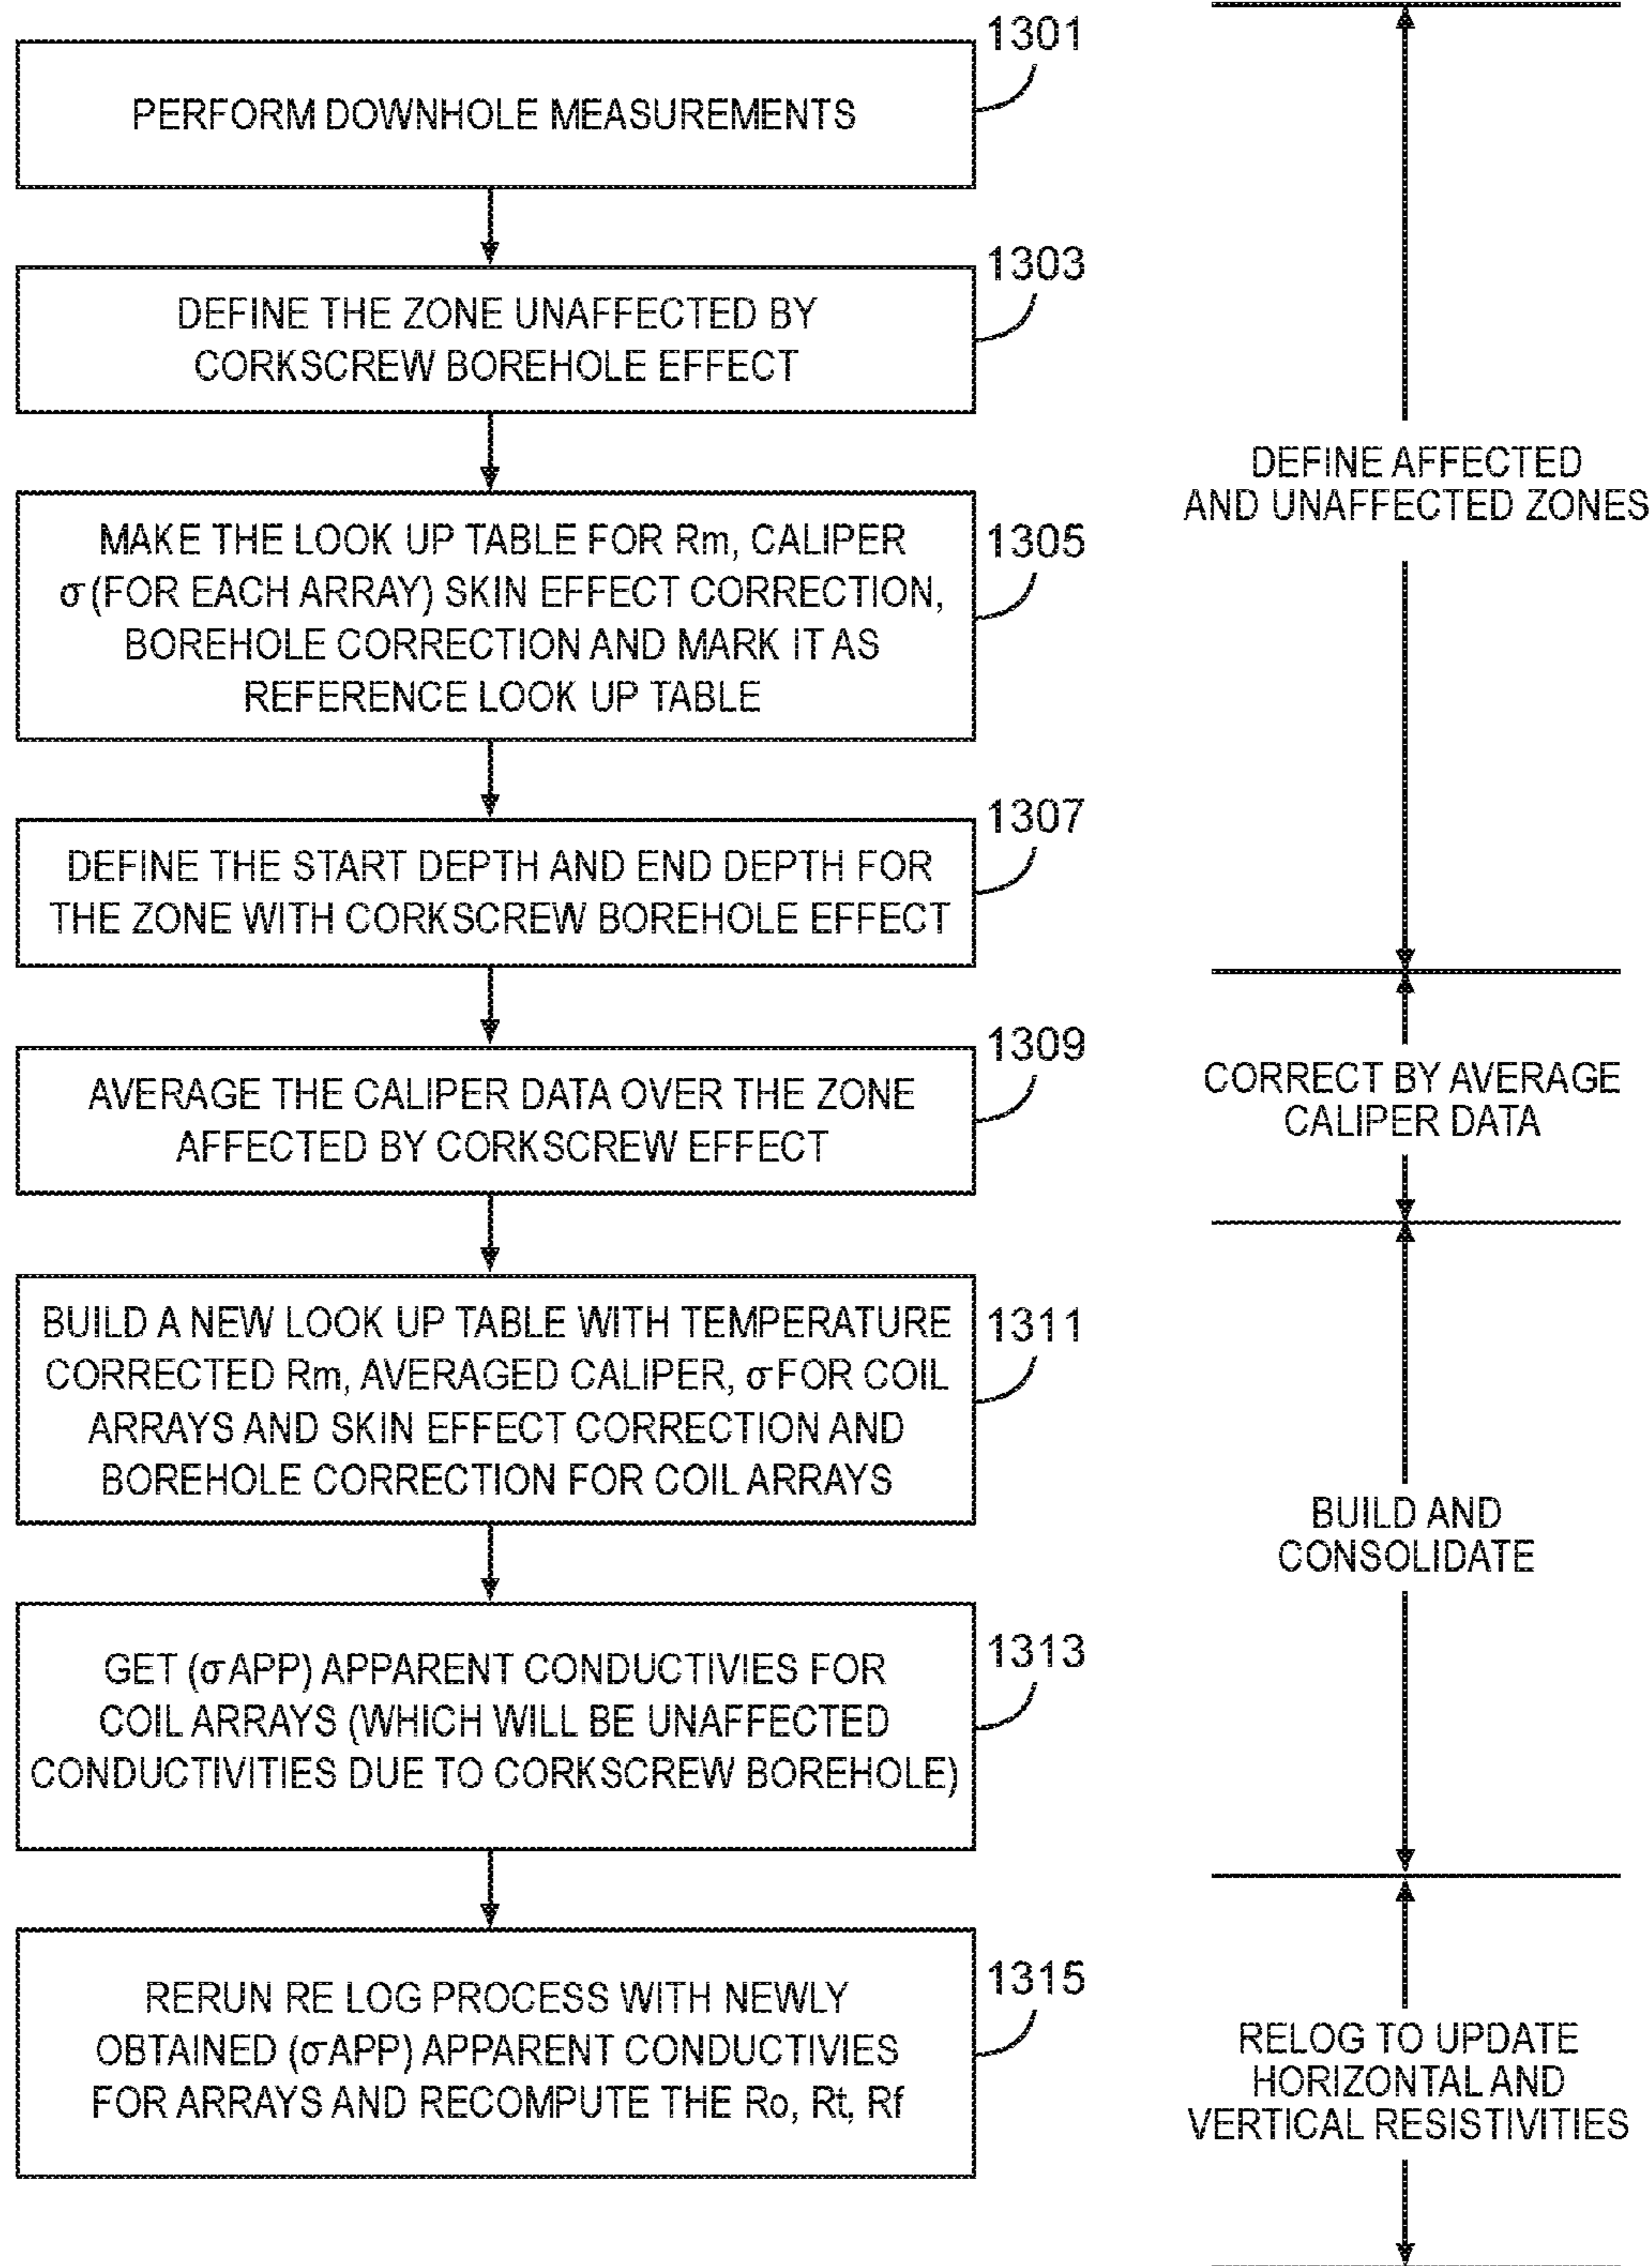 1301
PERFORM DOWNHOLE MEASUREMENTS
1303
DEFINE THE ZONE UNAFFECTED BY
CORKSCREW BOREHOLE EFFECT
1305
MAKE THE LOOK UP TABLE FOR Rm, CALIPER
σ (FOR EACH ARRAY) SKIN EFFECT CORRECTION,
BOREHOLE CORRECTION AND MARK IT AS
REFERENCE LOOK UP TABLE
1307
DEFINE THE START DEPTH AND END DEPTH FOR
THE ZONE WITH CORKSCREW BOREHOLE EFFECT
DEFINE AFFECTED
AND UNAFFECTED ZONES
1309
AVERAGE THE CALIPER DATA OVER THE ZONE
AFFECTED BY CORKSCREW EFFECT
CORRECT BY AVERAGE
CALIPER DATA
1311
BUILD A NEW LOOK UP TABLE WITH TEMPERATURE
CORRECTED Rm, AVERAGED CALIPER, σ FOR COIL
ARRAYS AND SKIN EFFECT CORRECTION AND
BOREHOLE CORRECTION FOR COIL ARRAYS
1313
GET (σ APP) APPARENT CONDUCTIVIES FOR
COIL ARRAYS (WHICH WILL BE UNAFFECTED
CONDUCTIVITIES DUE TO CORKSCREW BOREHOLE)
BUILD AND
CONSOLIDATE
1315
RERUN RE LOG PROCESS WITH NEWLY
OBTAINED (σ APP) APPARENT CONDUCTIVIES
FOR ARRAYS AND RECOMPUTE THE Ro, Rt, Rf
RELOG TO UPDATE
HORIZONTAL AND
VERTICAL RESISTIVITIES